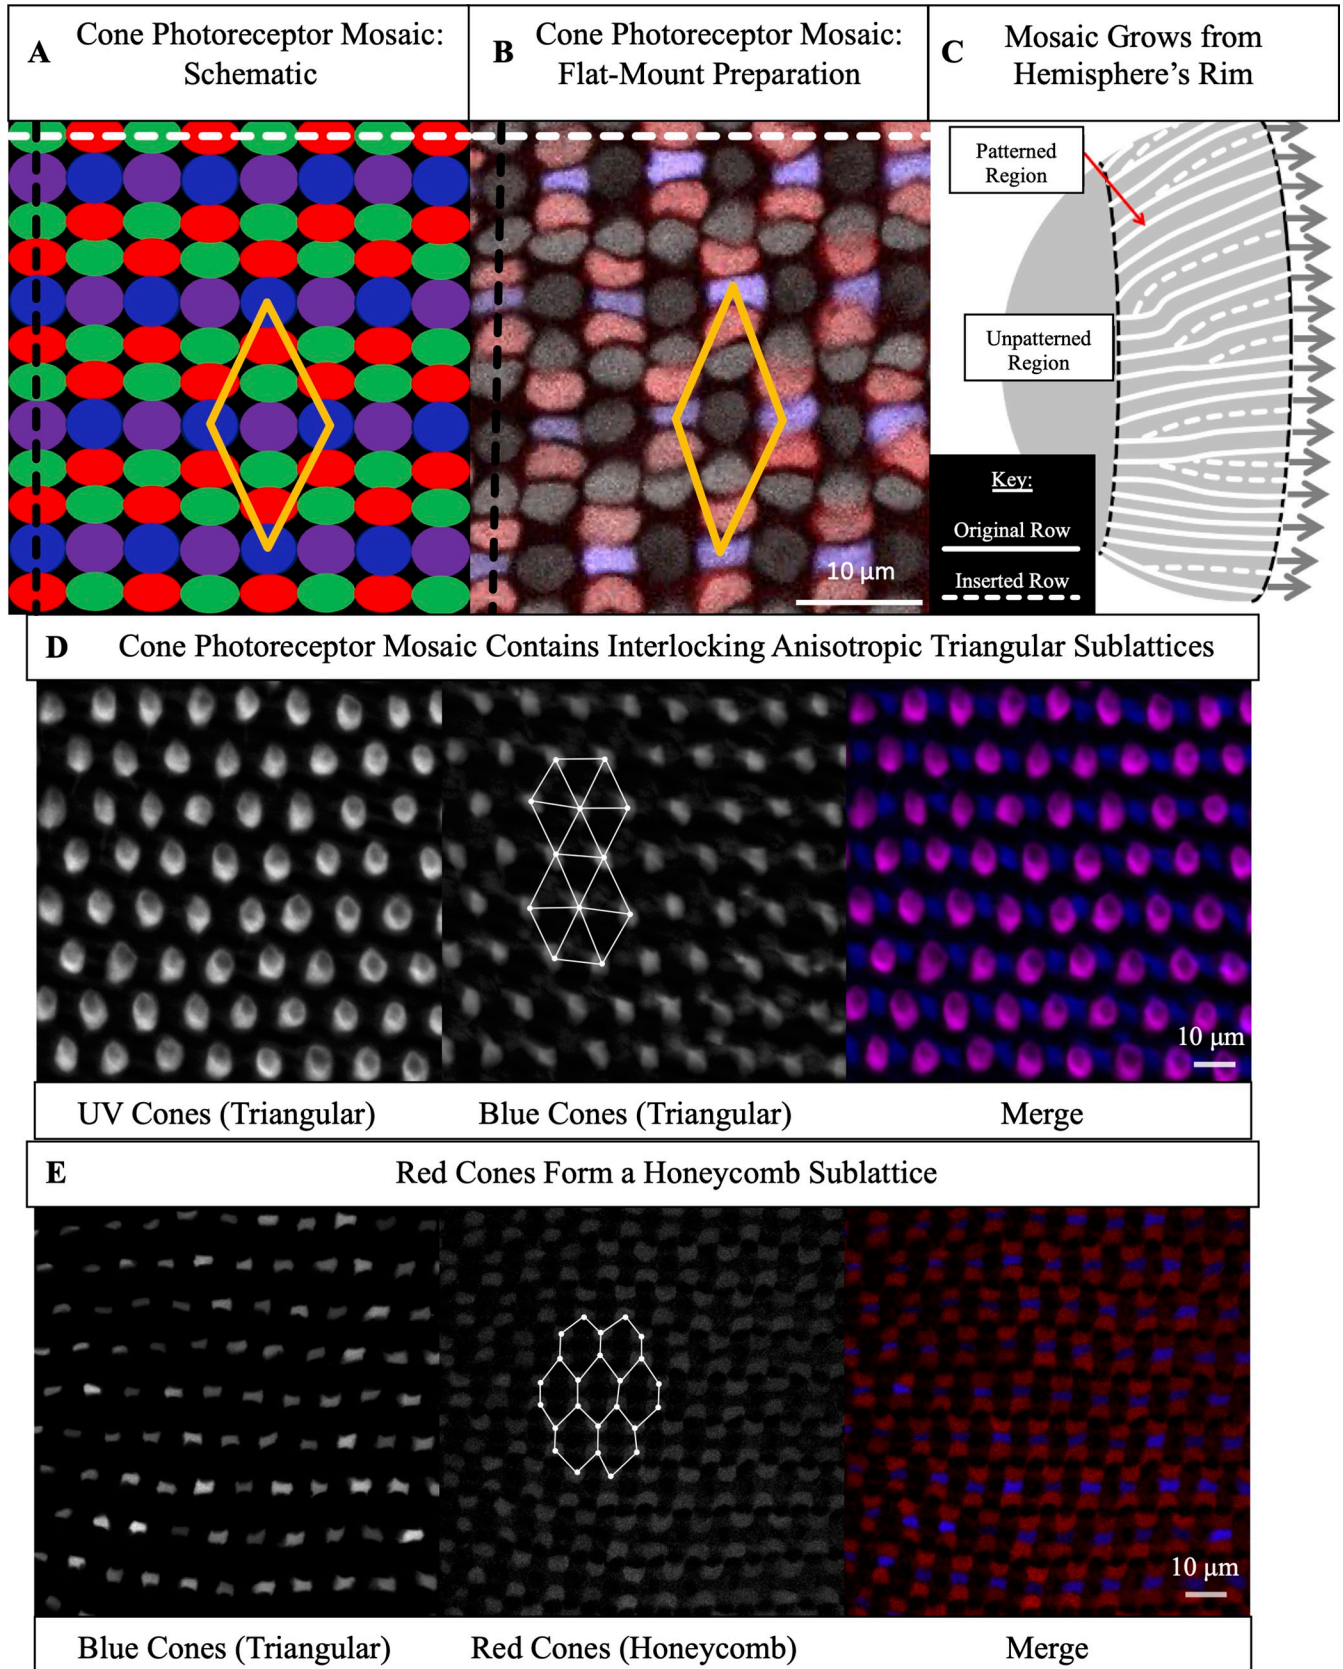 A
Cone Photoreceptor Mosaic:
Schematic
B
Cone Photoreceptor Mosaic:
Flat-Mount Preparation
C
Mosaic Grows from
Hemisphere's Rim
10 µm
Patterned
Region
Unpatterned
Region
Key:
Original Row
Inserted Row
D Cone Photoreceptor Mosaic Contains Interlocking Anisotropic Triangular Sublattices
10 µm
UV Cones (Triangular)
Blue Cones (Triangular)
Merge
E Red Cones Form a Honeycomb Sublattice
10 µm
Blue Cones (Triangular)
Red Cones (Honeycomb)
Merge